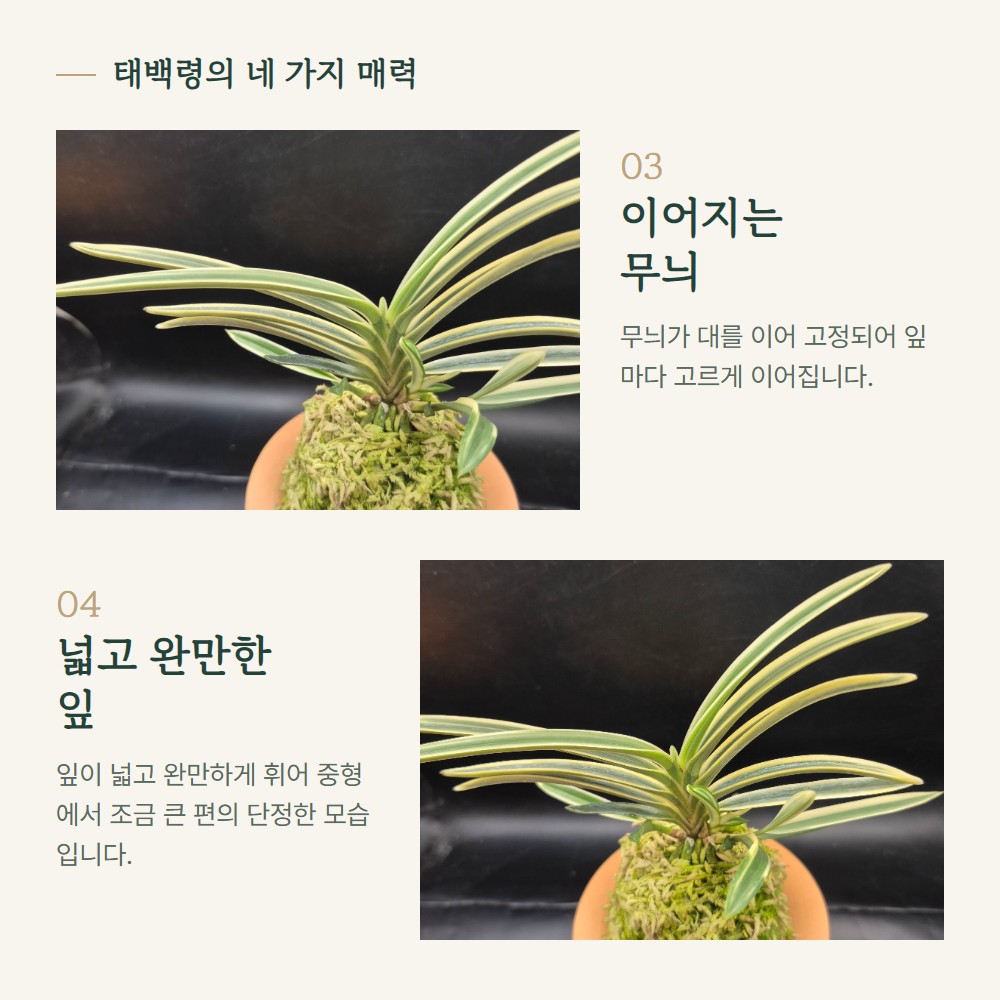 태백령의 네 가지 매력
03
이어지는
무늬
무늬가 대를 이어 고정되어 잎
마다 고르게 이어집니다.
04
넓고 완만한
잎
잎이 넓고 완만하게 휘어 중형
에서 조금 큰 편의 단정한 모습
입니다.